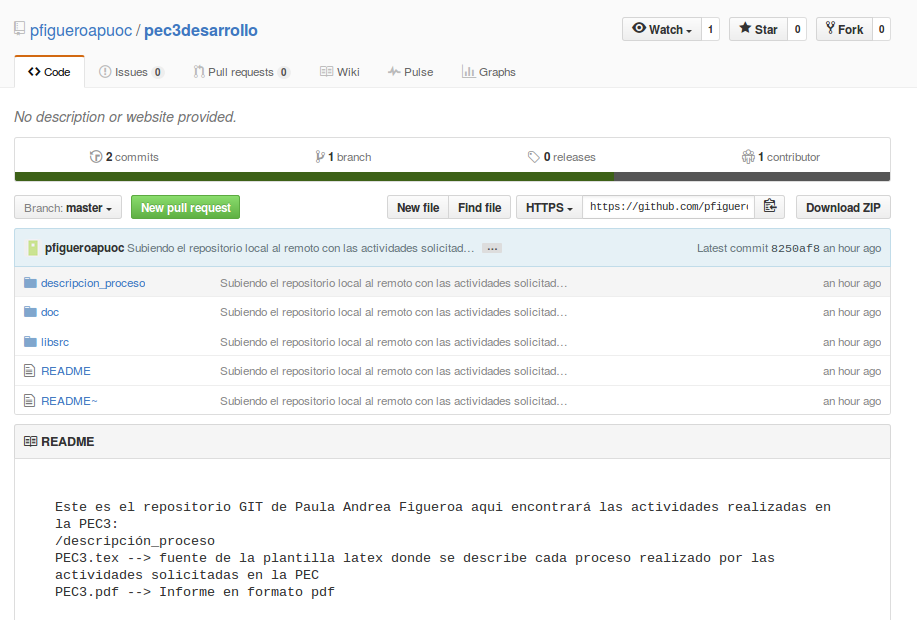 pfigueroapuoc / pec3desarrollo
Watch 1 Star 0 Fork 0
Code Issues 0 Pull requests 0 Wiki Pulse Graphs
No description or website provided.
2 commits 1 branch 0 releases 1 contributor
Branch: master New pull request New file Find file HTTPS https://github.com/pfiguero Download ZIP
pfigueroapuoc Subiendo el repositorio local al remoto con las actividades solicitad… … Latest commit 8250af8 an hour ago
descripcion_proceso Subiendo el repositorio local al remoto con las actividades solicitad… an hour ago
doc Subiendo el repositorio local al remoto con las actividades solicitad… an hour ago
libsrc Subiendo el repositorio local al remoto con las actividades solicitad… an hour ago
README Subiendo el repositorio local al remoto con las actividades solicitad… an hour ago
README~ Subiendo el repositorio local al remoto con las actividades solicitad… an hour ago
README
Este es el repositorio GIT de Paula Andrea Figueroa aqui encontrará las actividades realizadas en
la PEC3:
/descripción_proceso
PEC3.tex --> fuente de la plantilla latex donde se describe cada proceso realizado por las
actividades solicitadas en la PEC
PEC3.pdf --> Informe en formato pdf